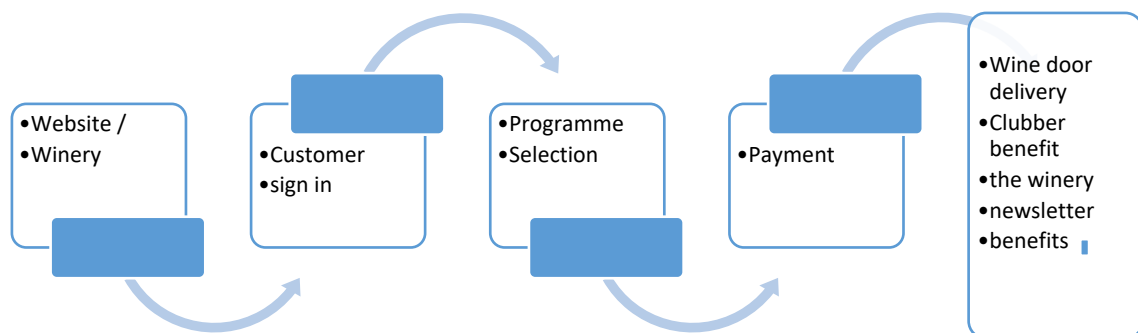 •Website /
•Winery
•Customer
•sign in
•Programme
•Selection
•Payment
•Wine door
delivery
•Clubber
benefit
•the winery
•newsletter
•benefits